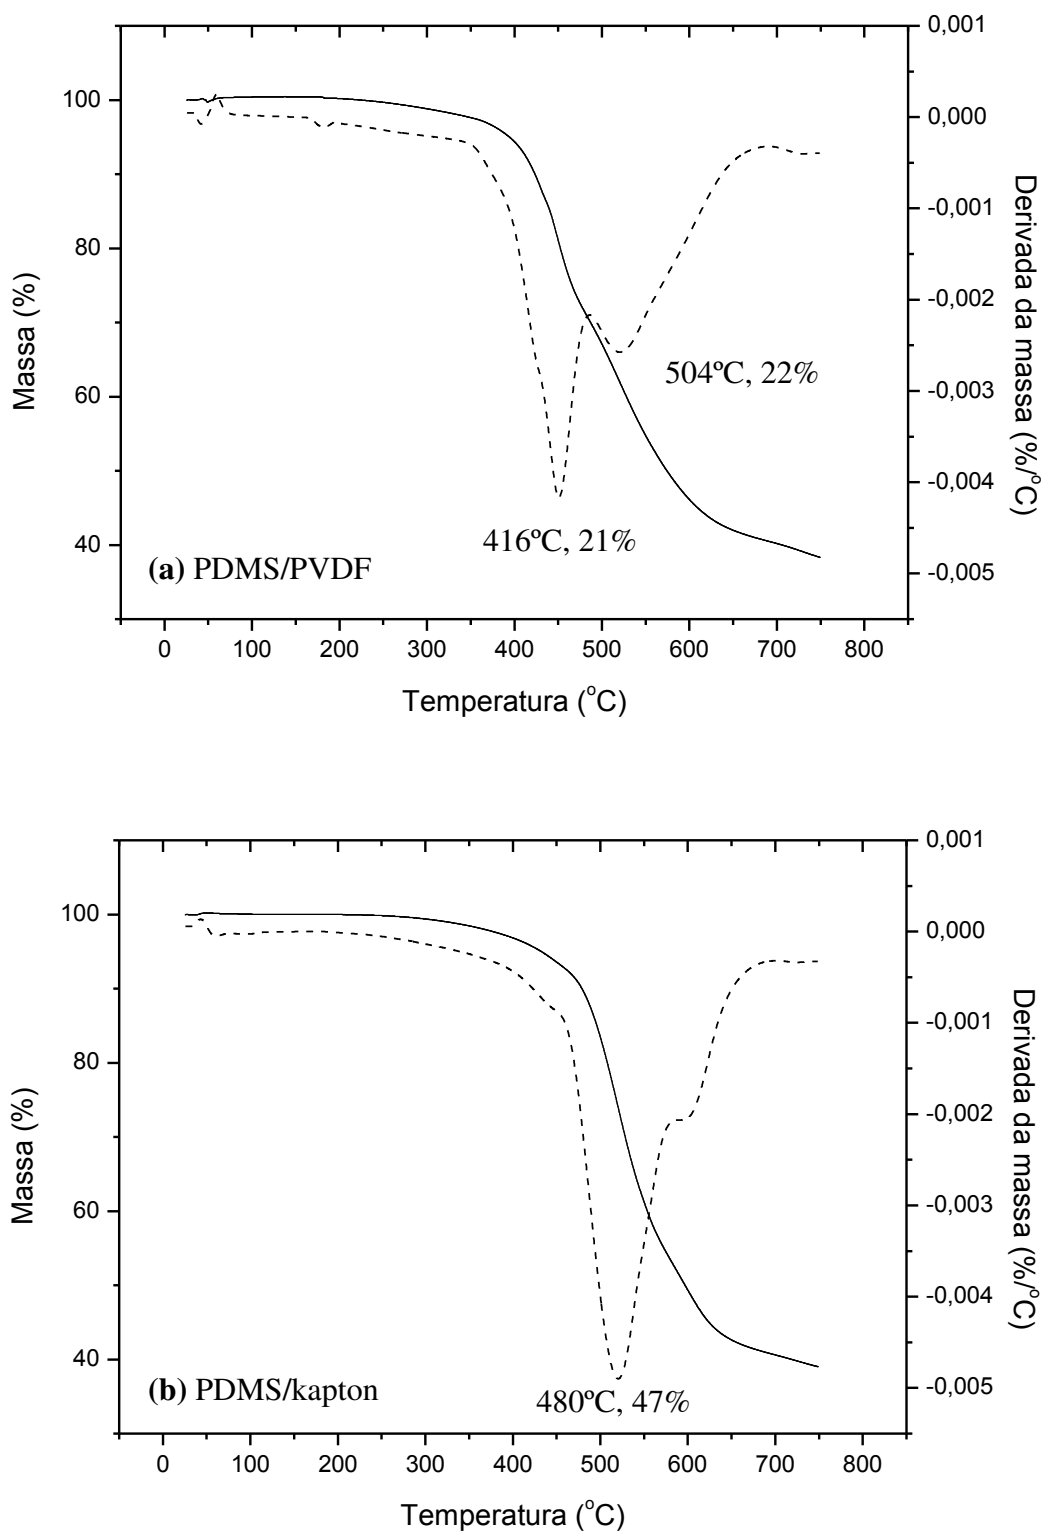 0,001
100
0,000
-0,001
80
Massa (%)
-0,002
Derivada da massa (%/°C)
504ºC, 22%
60
-0,003
-0,004
416ºC, 21%
40
(a) PDMS/PVDF
-0,005
0 100 200 300 400 500 600 700 800
Temperatura (°C)
0,001
100
0,000
-0,001
80
Massa (%)
-0,002
Derivada da massa (%/°C)
60
-0,003
-0,004
40
(b) PDMS/kapton
480ºC, 47%
-0,005
0 100 200 300 400 500 600 700 800
Temperatura (°C)